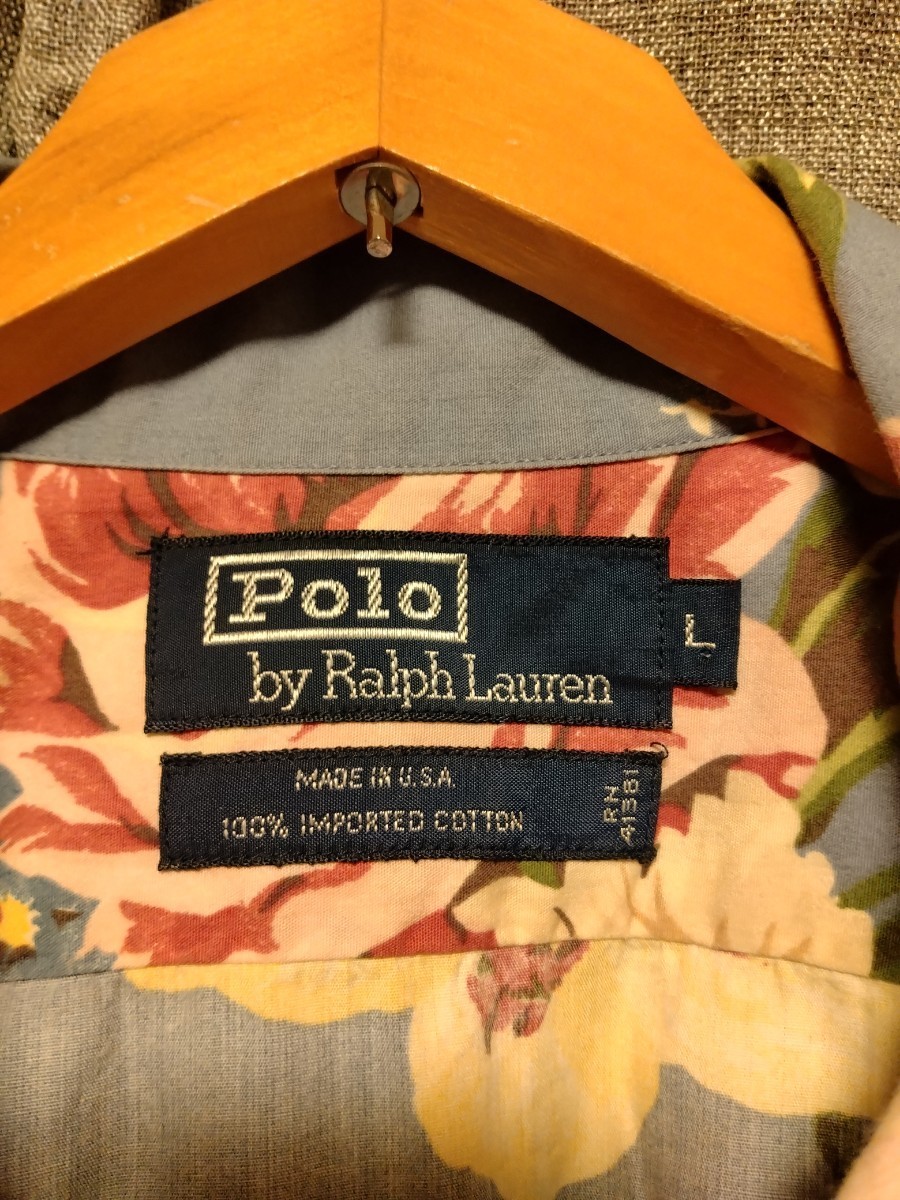 Polo
by Ralph Lauren
L
MADE IN U.S.A.
100% IMPORTED COTTON
RN
41381